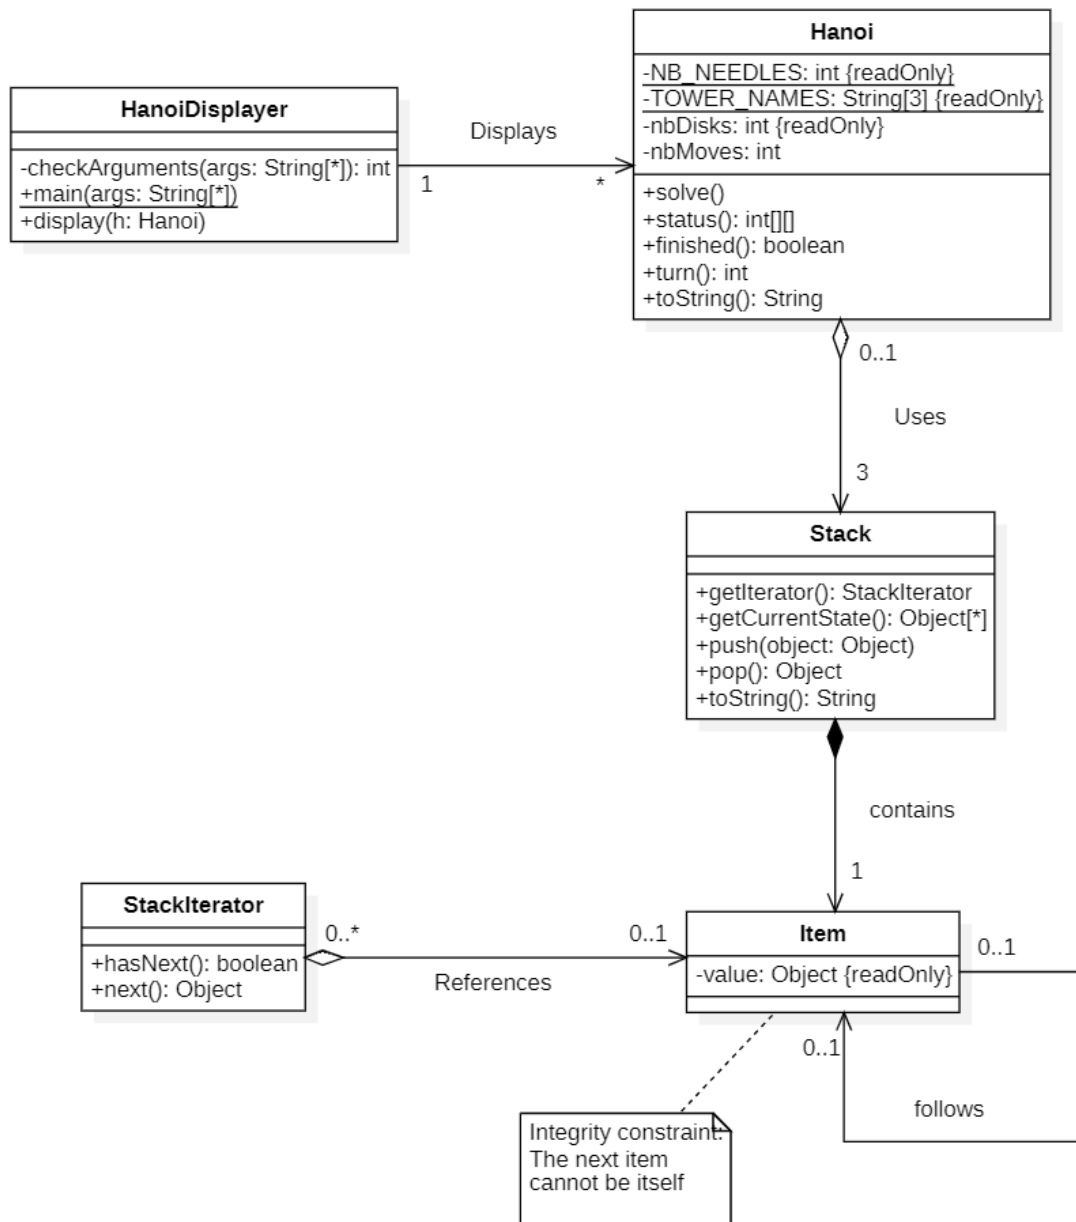 Hanoi
-NB_NEEDLES: int {readOnly}
-TOWER_NAMES: String[3] {readOnly}
-nbDisks: int {readOnly}
-nbMoves: int
+solve()
+status(): int[][]
+finished(): boolean
+turn(): int
+toString(): String
HanoiDisplayer
-checkArguments(args: String[*]): int
+main(args: String[*])
+display(h: Hanoi)
Displays
1
*
0..1
Uses
3
Stack
+getIterator(): StackIterator
+getCurrentState(): Object[*]
+push(object: Object)
+pop(): Object
+toString(): String
contains
1
StackIterator
+hasNext(): boolean
+next(): Object
0..*
0..1
References
Item
-value: Object {readOnly}
0..1
0..1
follows
Integrity constraint:
The next item
cannot be itself